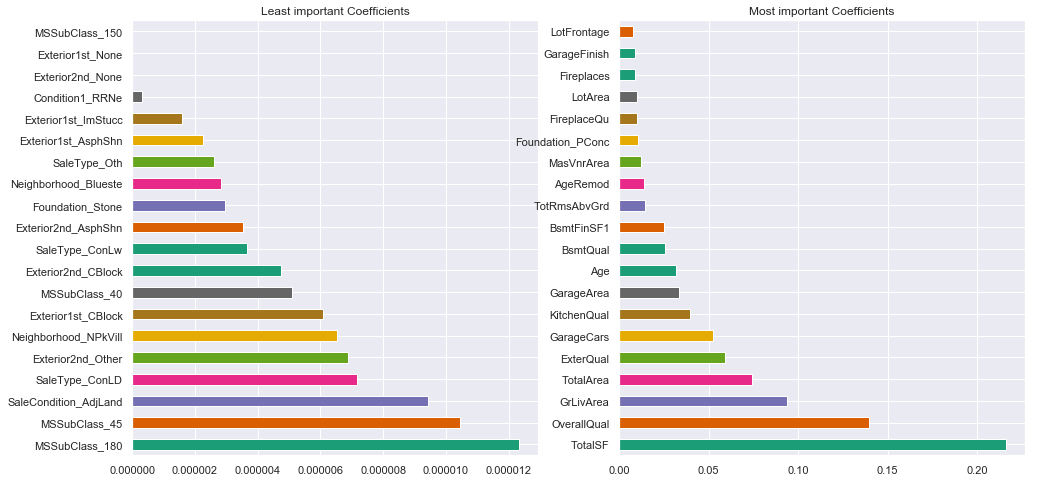 Least important Coefficients
MSSubClass_150
Exterior1st_None
Exterior2nd_None
Condition1_RRNe
Exterior1st_ImStucc
Exterior1st_AsphShn
SaleType_Oth
Neighborhood_Blueste
Foundation_Stone
Exterior2nd_AsphShn
SaleType_ConLw
Exterior2nd_CBlock
MSSubClass_40
Exterior1st_CBlock
Neighborhood_NPkVill
Exterior2nd_Other
SaleType_ConLD
SaleCondition_AdjLand
MSSubClass_45
MSSubClass_180
0.000000 0.000002 0.000004 0.000006 0.000008 0.000010 0.000012
Most important Coefficients
LotFrontage
GarageFinish
Fireplaces
LotArea
FireplaceQu
Foundation_PConc
MasVnrArea
AgeRemod
TotRmsAbvGrd
BsmtFinSF1
BsmtQual
Age
GarageArea
KitchenQual
GarageCars
ExterQual
TotalArea
GrLivArea
OverallQual
TotalSF
0.00 0.05 0.10 0.15 0.20